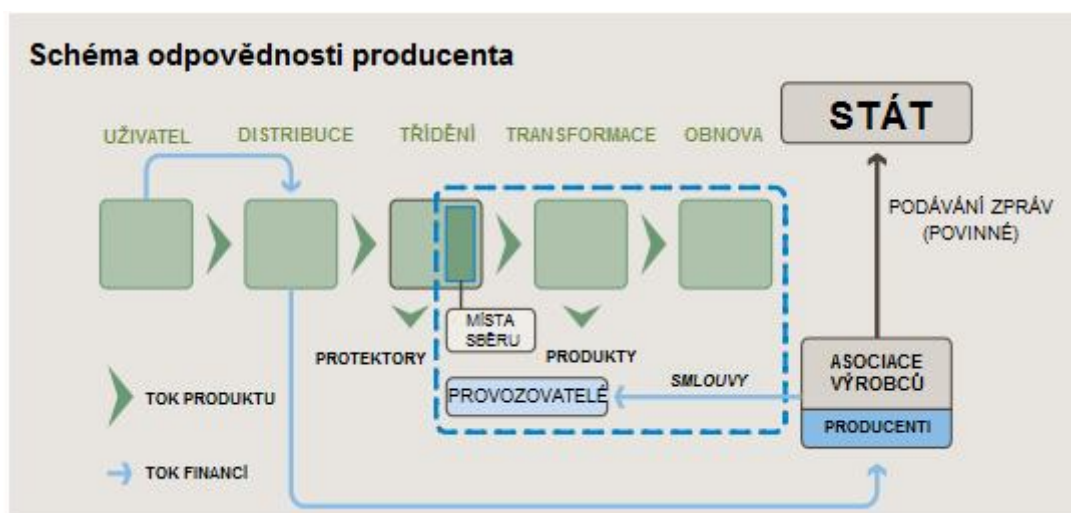 Schéma odpovědnosti producenta
STÁT
UŽIVATEL
DISTRIBUCE
TŘÍDĚNÍ
TRANSFORMACE
OBNOVA
PODÁVÁNÍ ZPRÁV
(POVINNÉ)
MÍSTA
SBĚRU
PROTEKTORY
PRODUKTY
ASOCIACE
VÝROBCŮ
SMLOUVY
PROVOZOVATELÉ
TOK PRODUKTU
PRODUCENTI
TOK FINANCÍ